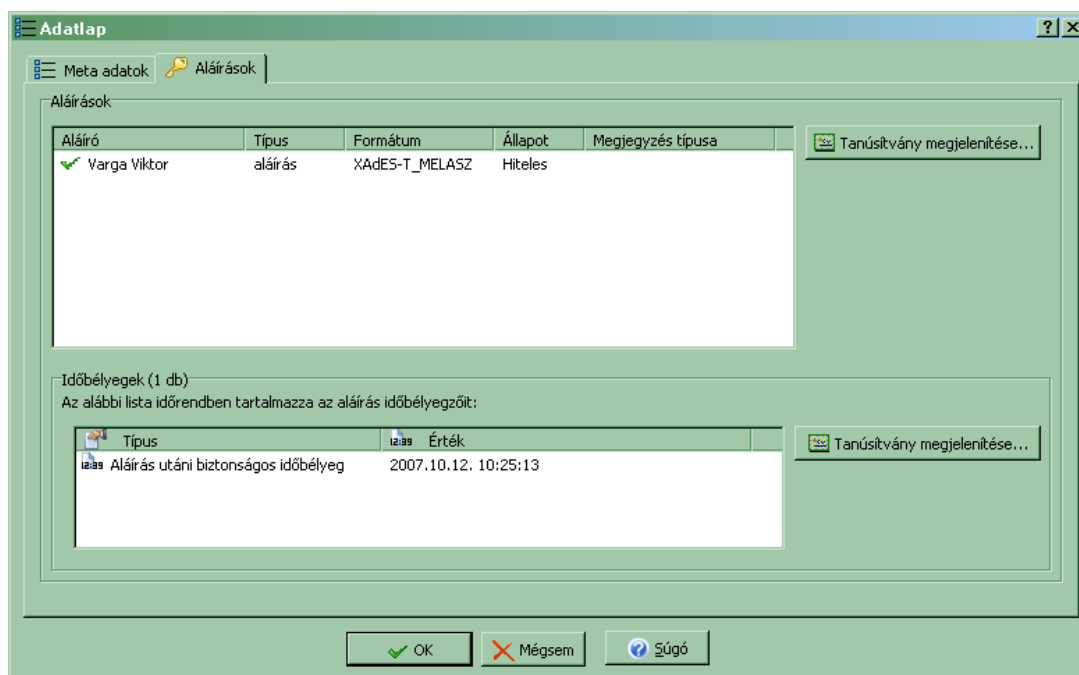 Adatlap
Meta adatok Aláírások
Aláírások
Aláíró Típus Formátum Állapot Megjegyzés típusa
Varga Viktor aláírás XAdES-T_MELASZ Hiteles
Tanúsítvány megjelenítése...
Időbélyegek (1 db)
Az alábbi lista időrendben tartalmazza az aláírás időbélyegzőit:
Típus Érték
Aláírás utáni biztonságos időbélyeg 2007.10.12. 10:25:13
Tanúsítvány megjelenítése...
OK Mégsem Súgó